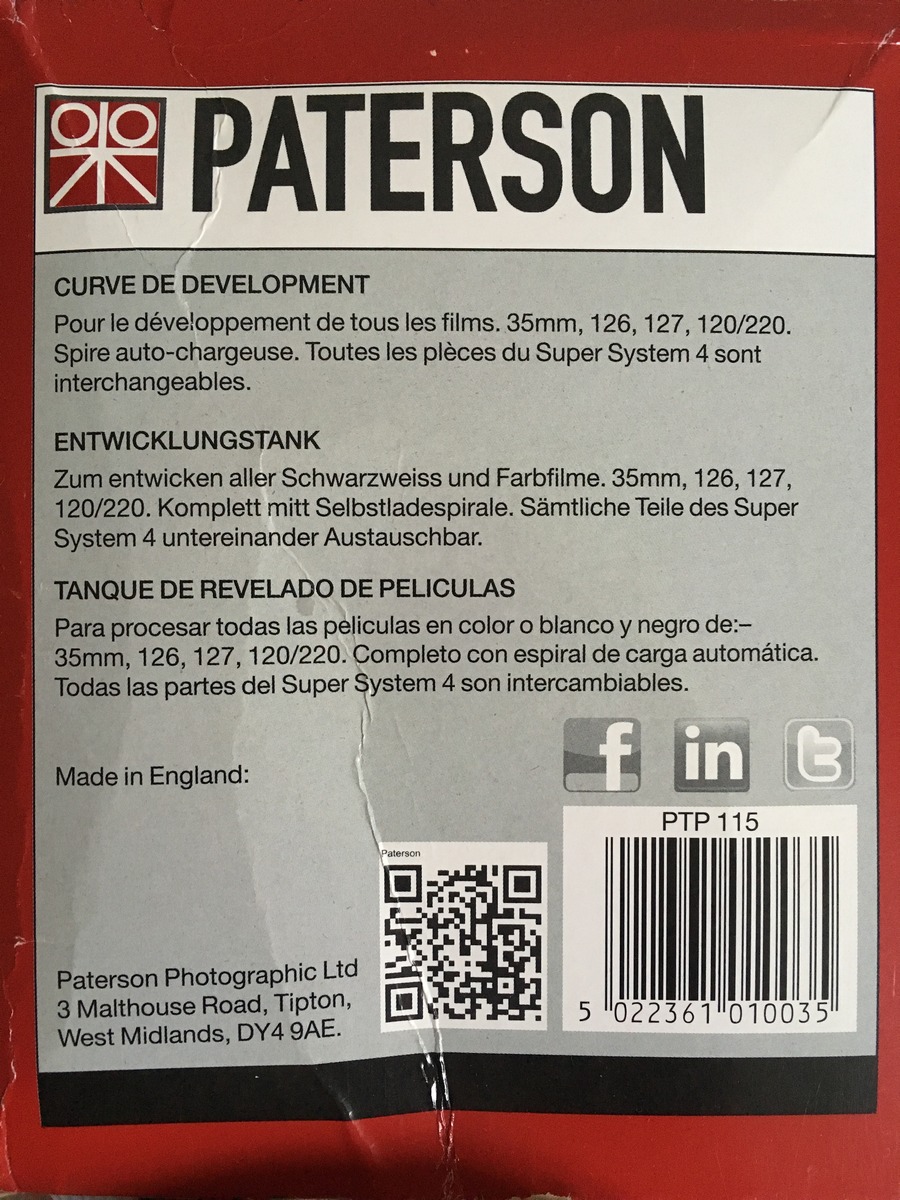 PATERSON
CURVE DE DEVELOPMENT
Pour le développement de tous les films. 35mm, 126, 127, 120/220.
Spire auto-chargeuse. Toutes les plèces du Super System 4 sont
interchangeables.
ENTWICKLUNGSTANK
Zum entwicken aller Schwarzweiss und Farbfilme. 35mm, 126, 127,
120/220. Komplett mitt Selbstladespirale. Sämtliche Teile des Super
System 4 untereinander Austauschbar.
TANQUE DE REVELADO DE PELICULAS
Para procesar todas las peliculas en color o blanco y negro de:–
35mm, 126, 127, 120/220. Completo con espiral de carga automática.
Todas las partes del Super System 4 son intercambiables.
f in t
Made in England:
PTP 115
Paterson
Paterson Photographic Ltd
3 Malthouse Road, Tipton,
West Midlands, DY4 9AE.
5 022361 010035